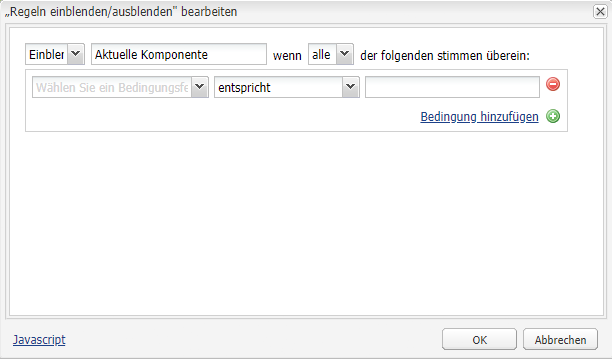 „Regeln einblenden/ausblenden" bearbeiten
Einbler Aktuelle Komponente wenn alle der folgenden stimmen überein:
Wählen Sie ein Bedingungsfe entspricht
Bedingung hinzufügen
Javascript OK Abbrechen